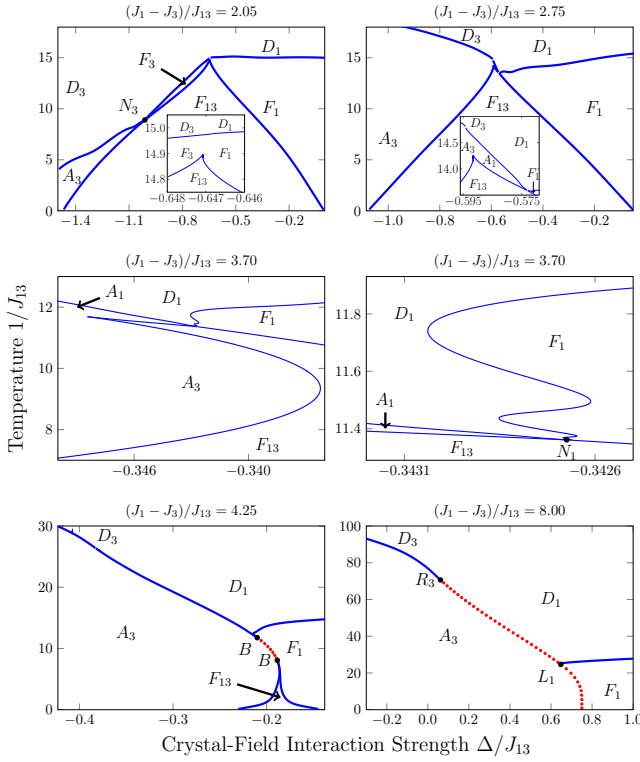 (J₁ − J₃)/J₁₃ = 2.05
(J₁ − J₃)/J₁₃ = 2.75
15
10
5
0
D₃
F₃
D₁
N₃
F₁₃
F₁
A₃
15.0
14.9
14.8
D₃
D₁
F₃
F₁
F₁₃
−0.648
−0.647
−0.646
−1.4
−1.1
−0.8
−0.5
−0.2
15
10
5
0
D₃
D₁
F₁₃
F₁
A₃
14.5
14.0
D₃
D₁
A₃
A₁
F₁
F₁₃
−0.595
−0.575
−1.0
−0.8
−0.6
−0.4
−0.2
(J₁ − J₃)/J₁₃ = 3.70
(J₁ − J₃)/J₁₃ = 3.70
Temperature 1/J₁₃
12
10
8
A₁
D₁
F₁
A₃
F₁₃
−0.346
−0.340
11.8
11.6
11.4
D₁
F₁
A₁
F₁₃
N₁
−0.3431
−0.3426
(J₁ − J₃)/J₁₃ = 4.25
(J₁ − J₃)/J₁₃ = 8.00
30
20
10
0
D₃
D₁
A₃
B
B
F₁
F₁₃
−0.4
−0.3
−0.2
100
80
60
40
20
0
D₃
R₃
D₁
A₃
L₁
F₁
−0.2
0.0
0.2
0.4
0.6
0.8
1.0
Crystal-Field Interaction Strength Δ/J₁₃